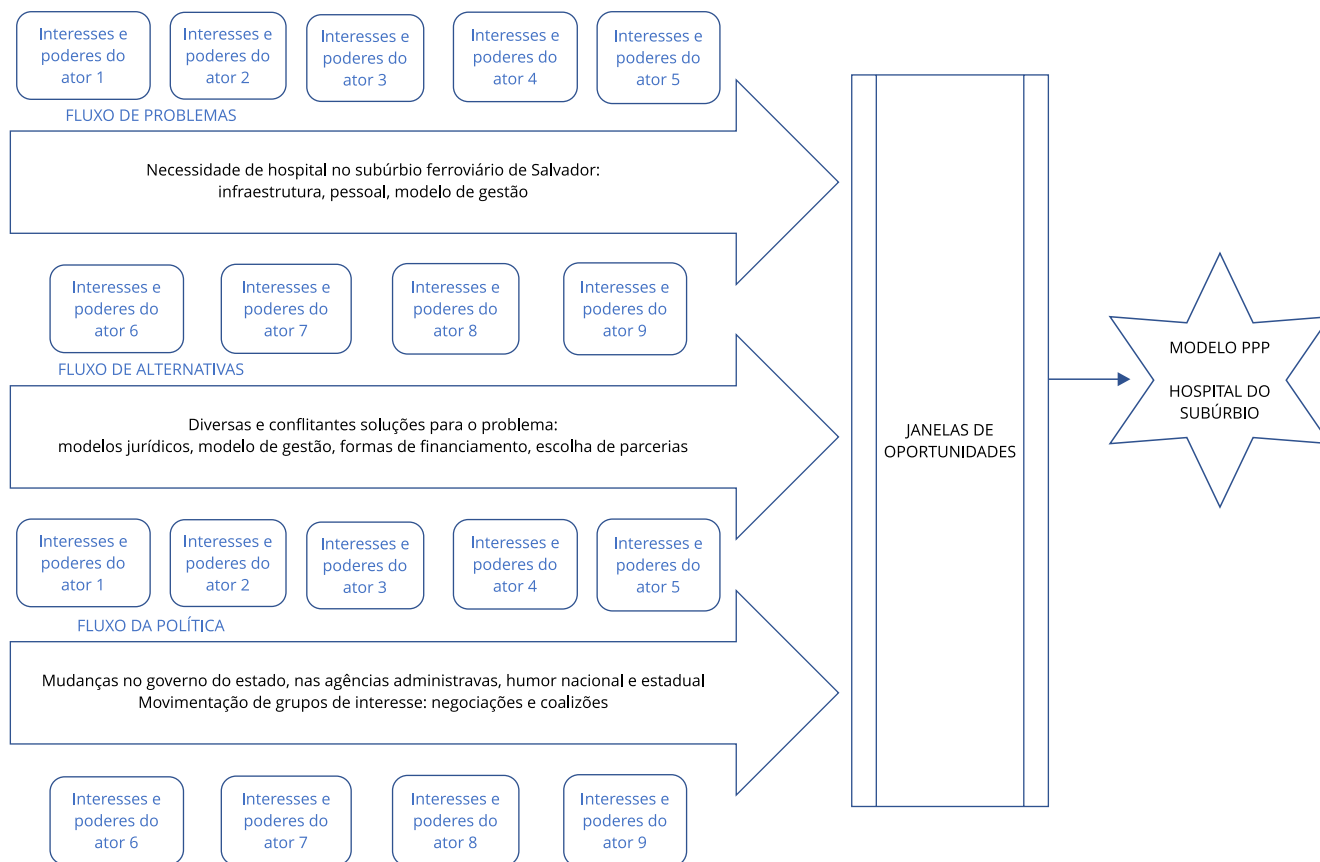 Interesses e
poderes do
ator 1
Interesses e
poderes do
ator 2
Interesses e
poderes do
ator 3
Interesses e
poderes do
ator 4
Interesses e
poderes do
ator 5
FLUXO DE PROBLEMAS
Necessidade de hospital no subúrbio ferroviário de Salvador:
infraestrutura, pessoal, modelo de gestão
Interesses e
poderes do
ator 6
Interesses e
poderes do
ator 7
Interesses e
poderes do
ator 8
Interesses e
poderes do
ator 9
FLUXO DE ALTERNATIVAS
Diversas e conflitantes soluções para o problema:
modelos jurídicos, modelo de gestão, formas de financiamento, escolha de parcerias
Interesses e
poderes do
ator 1
Interesses e
poderes do
ator 2
Interesses e
poderes do
ator 3
Interesses e
poderes do
ator 4
Interesses e
poderes do
ator 5
FLUXO DA POLÍTICA
Mudanças no governo do estado, nas agências administravas, humor nacional e estadual
Movimentação de grupos de interesse: negociações e coalizões
Interesses e
poderes do
ator 6
Interesses e
poderes do
ator 7
Interesses e
poderes do
ator 8
Interesses e
poderes do
ator 9
JANELAS DE
OPORTUNIDADES
MODELO PPP
HOSPITAL DO
SUBÚRBIO